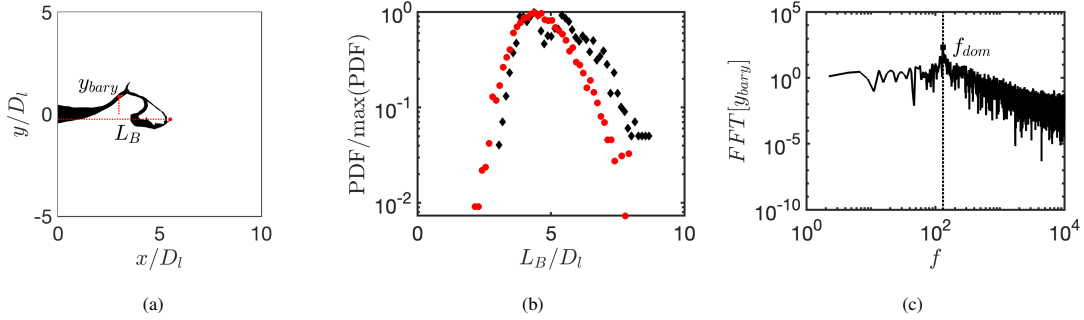 5
0
-5
y/D_l
y_bary
L_B
0
5
10
x/D_l
(a)
10^0
10^-1
10^-2
PDF/max(PDF)
0
5
10
L_B/D_l
(b)
10^5
10^0
10^-5
10^-10
FFT[y_bary]
f_dom
10^0
10^2
10^4
f
(c)